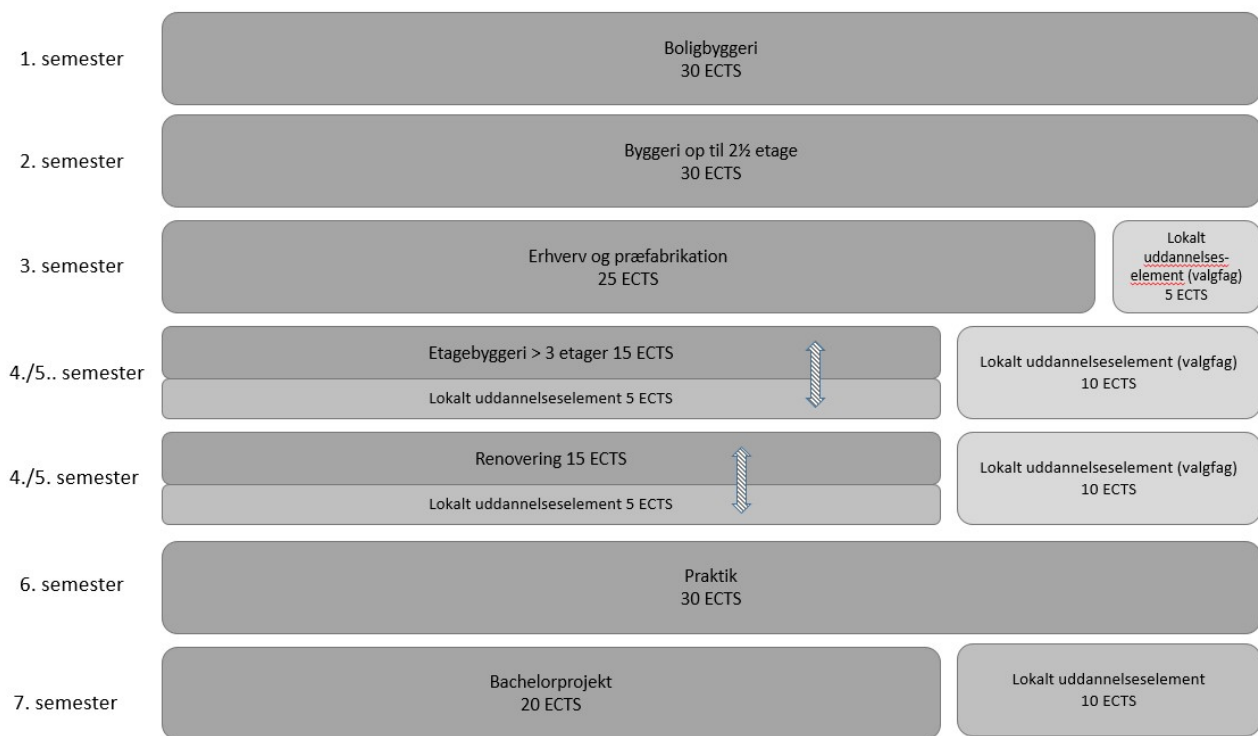 1. semester
Boligbyggeri
30 ECTS
2. semester
Byggeri op til 2½ etage
30 ECTS
3. semester
Erhverv og præfabrikation
25 ECTS
Lokalt
uddannelses-
element (valgfag)
5 ECTS
4./5.. semester
Etagebyggeri > 3 etager 15 ECTS
Lokalt uddannelseselement 5 ECTS
Lokalt uddannelseselement (valgfag)
10 ECTS
4./5. semester
Renovering 15 ECTS
Lokalt uddannelseselement 5 ECTS
Lokalt uddannelseselement (valgfag)
10 ECTS
6. semester
Praktik
30 ECTS
7. semester
Bachelorprojekt
20 ECTS
Lokalt uddannelseselement
10 ECTS